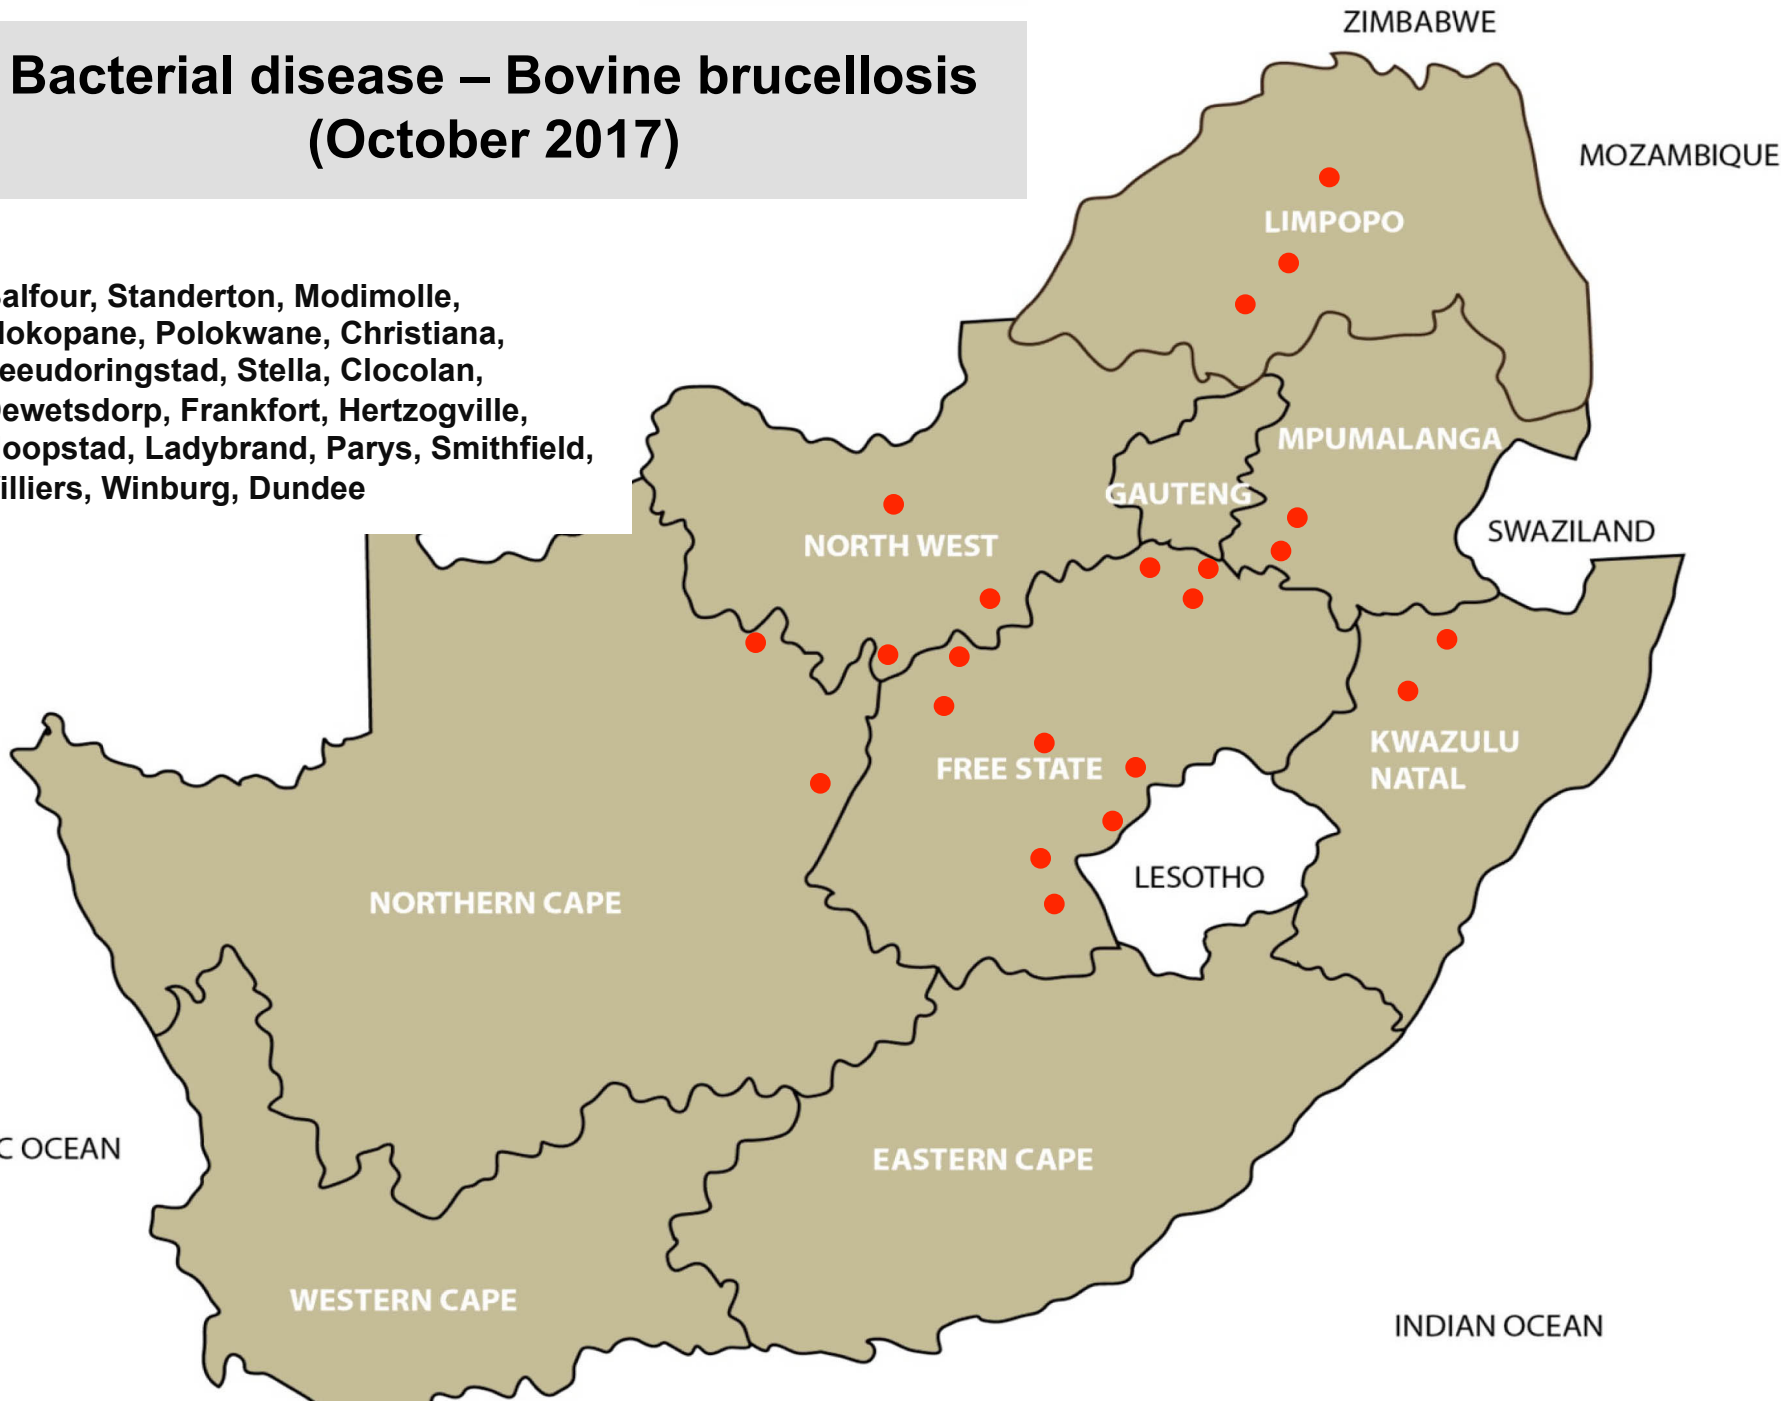 ZIMBABWE
Bacterial disease – Bovine brucellosis
(October 2017)
MOZAMBIQUE
LIMPOPO
alfour, Standerton, Modimolle,
okopane, Polokwane, Christiana,
eeudoringstad, Stella, Clocolan,
ewetsdorp, Frankfort, Hertzogville,
oopstad, Ladybrand, Parys, Smithfield,
illiers, Winburg, Dundee
MPUMALANGA
GAUTENG
SWAZILAND
NORTH WEST
KWAZULU
NATAL
FREE STATE
LESOTHO
NORTHERN CAPE
C OCEAN
EASTERN CAPE
WESTERN CAPE
INDIAN OCEAN